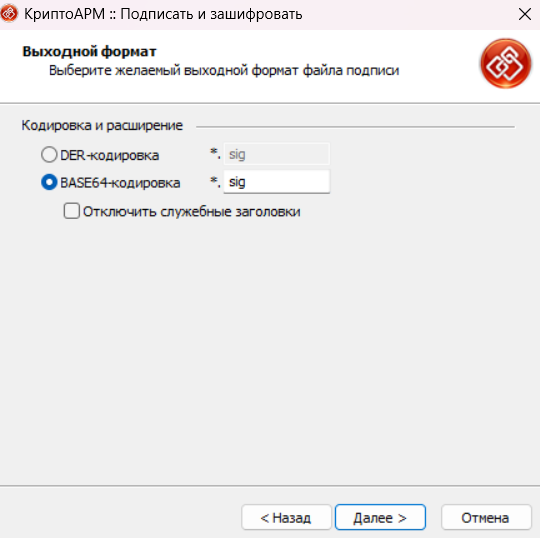 КриптоАРМ :: Подписать и зашифровать
Выходной формат
Выберите желаемый выходной формат файла подписи
Кодировка и расширение
DER-кодировка *. sig
BASE64-кодировка *. sig
Отключить служебные заголовки
< Назад Далее > Отмена